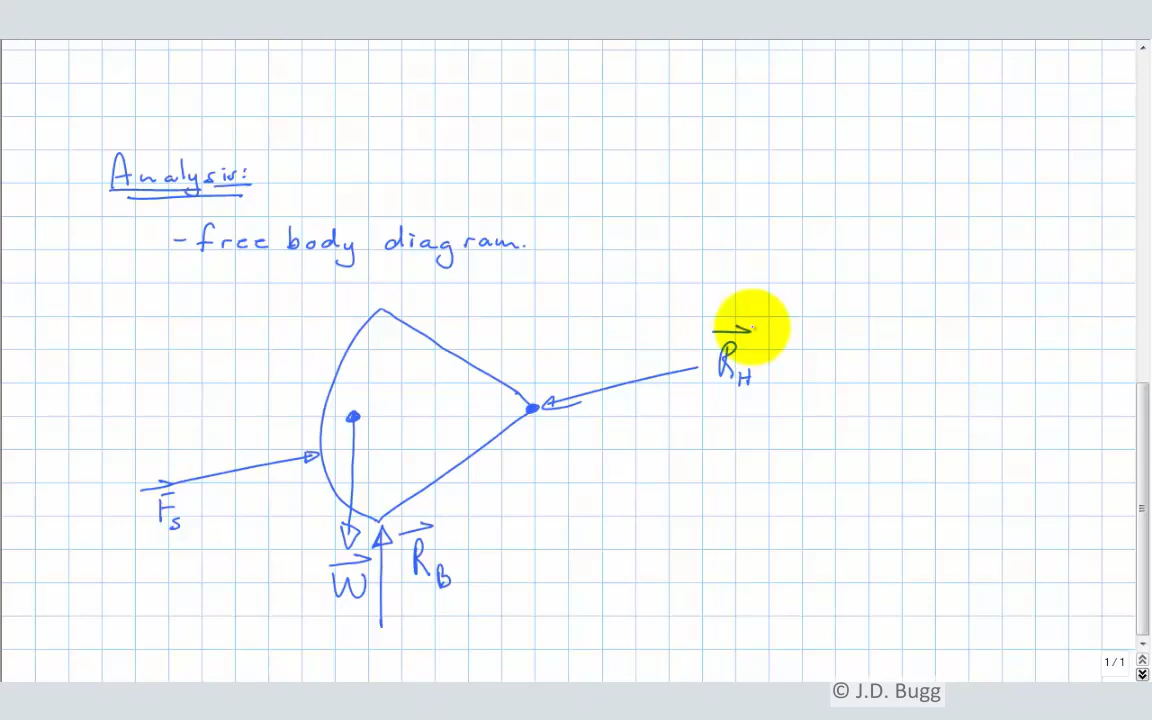 Analysis:
- free body diagram.
R_H
F_s
W
R_B
1 / 1
© J.D. Bugg